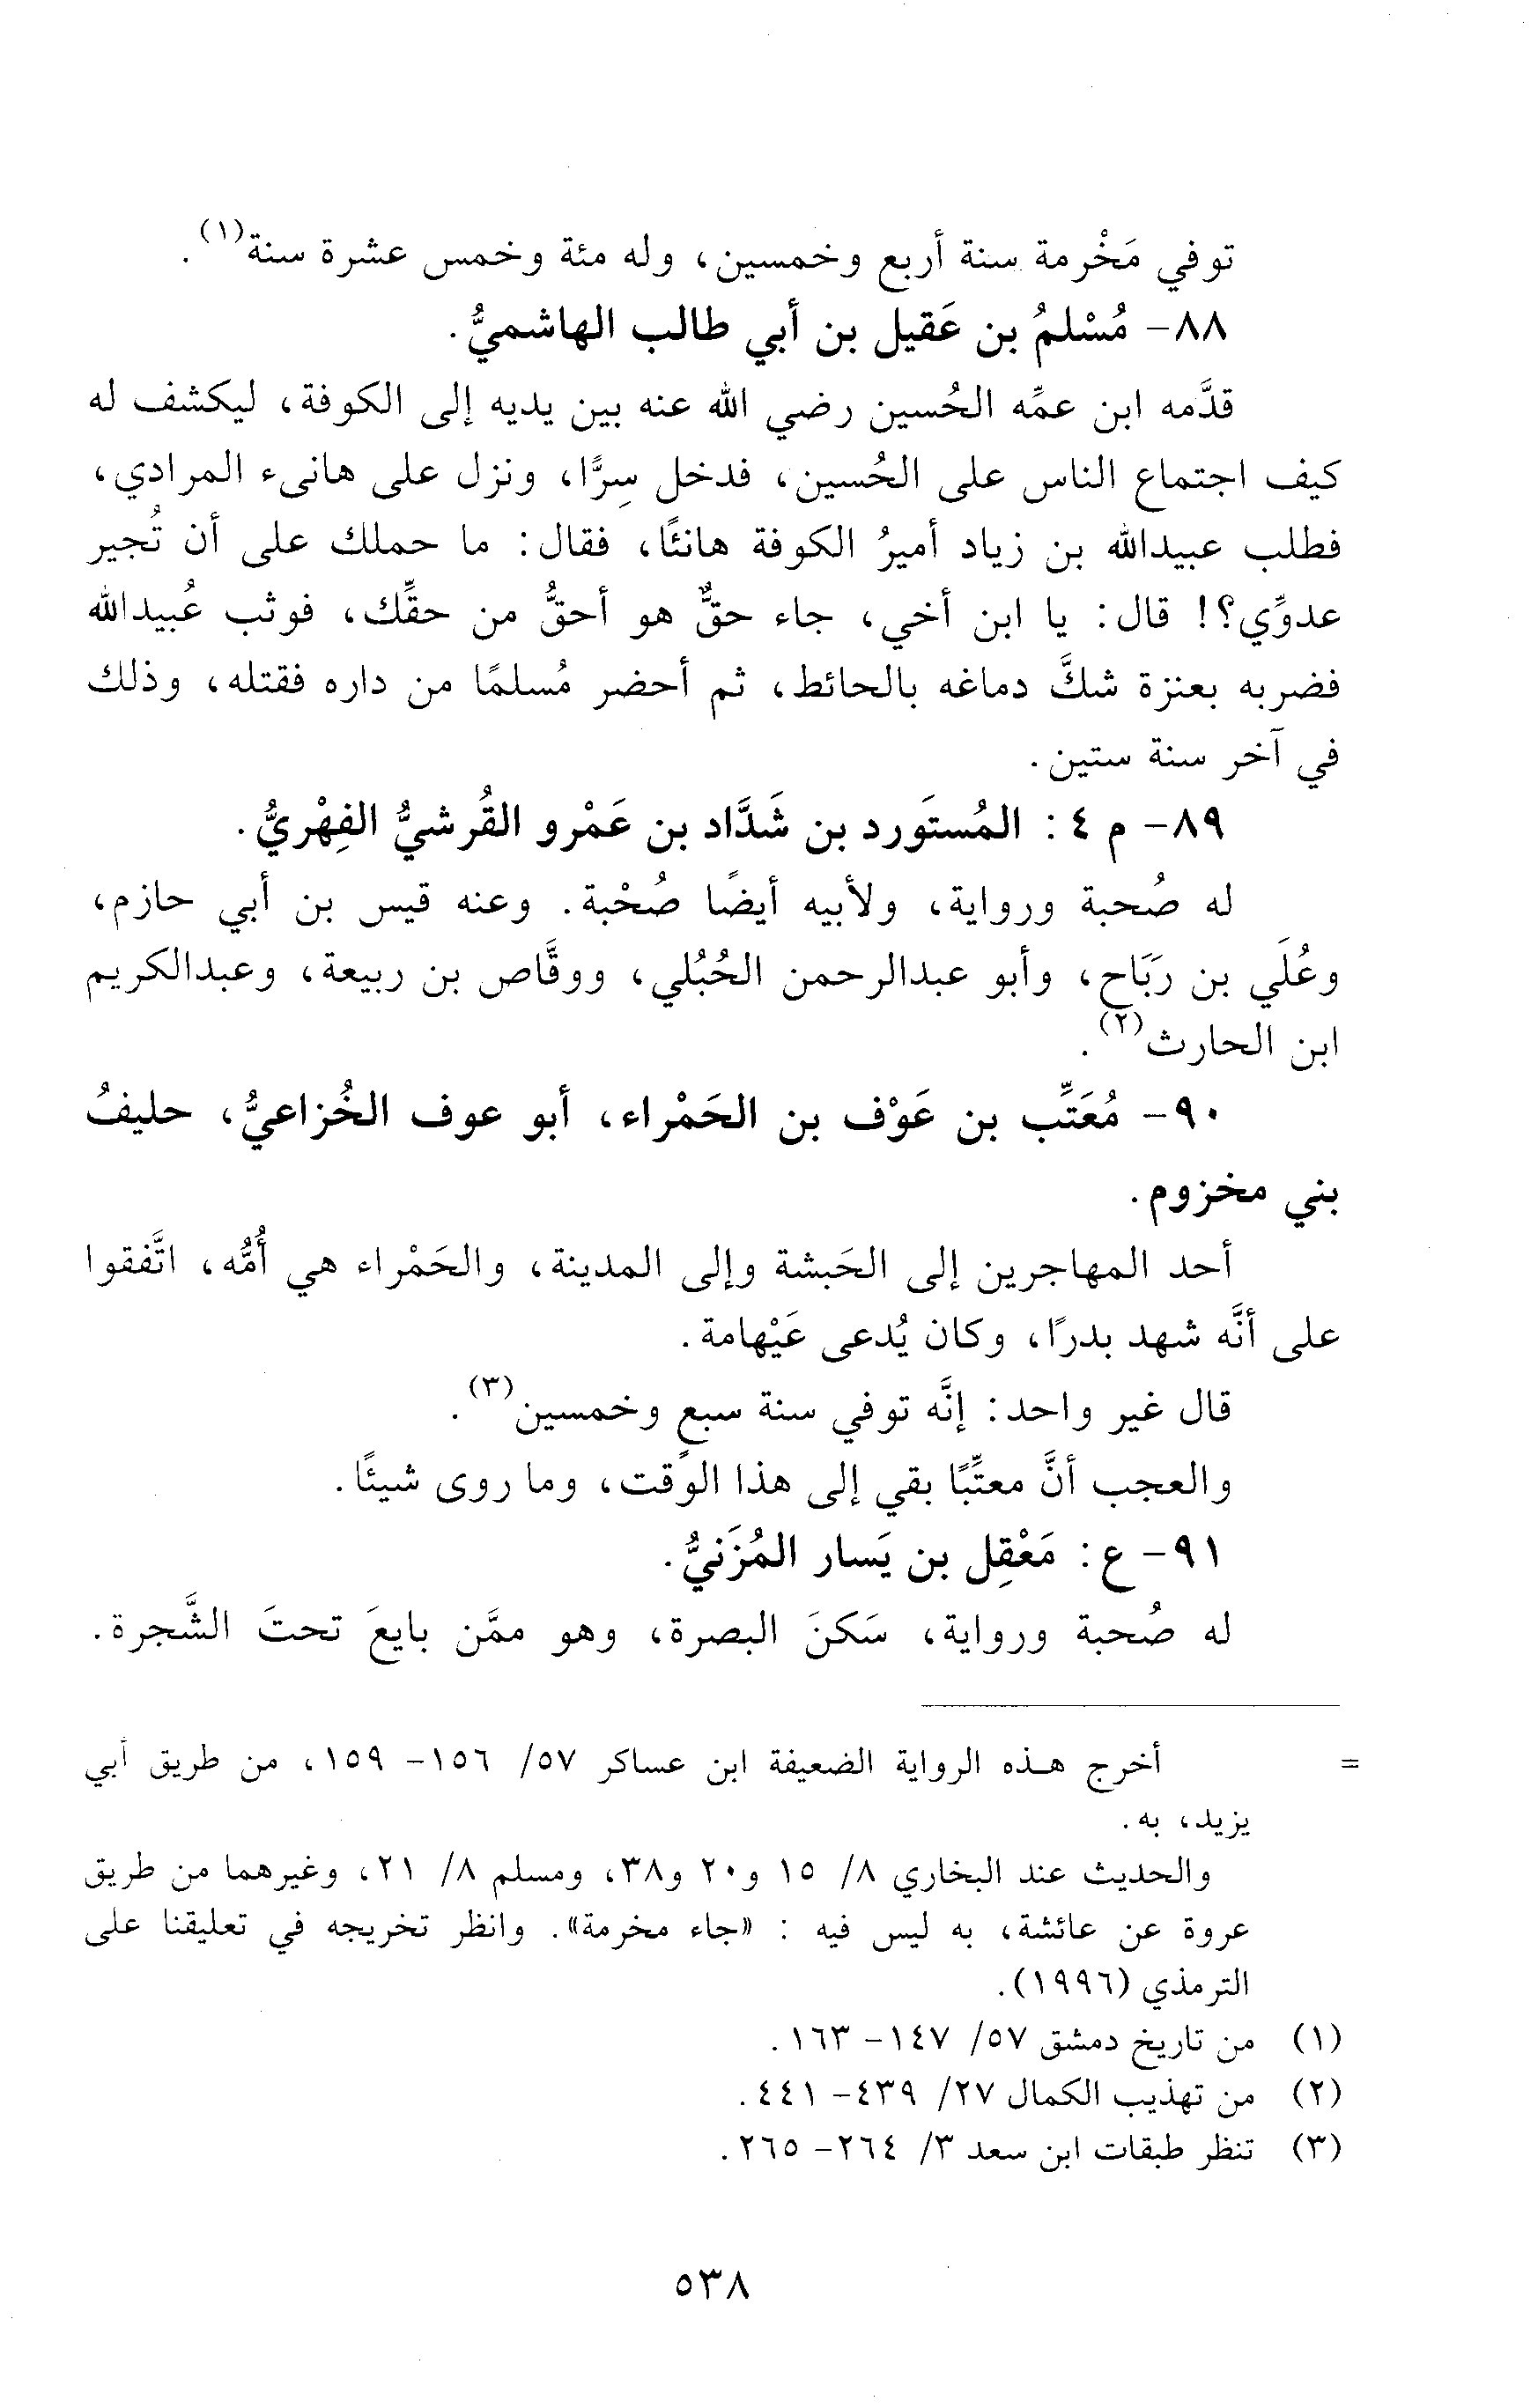 توفي مَخْرمة سنة أربع وخمسين، وله مئة وخمس عشرة سنة(١).
٨٨- مُسْلمُ بن عَقيل بن أبي طالب الهاشميُّ.
قدَّمه ابن عمِّه الحُسين رضي الله عنه بين يديه إلى الكوفة، ليكشف له
كيف اجتماع الناس على الحُسين، فدخل سِرًّا، ونزل على هانىء المرادي،
فطلب عبيدالله بن زياد أميرُ الكوفة هانئًا، فقال: ما حملك على أن تُجير
عدوِّي؟! قال: يا ابن أخي، جاء حقٌّ هو أحقُّ من حقِّك، فوثب عُبيدالله
فضربه بعنزة شكَّ دماغه بالحائط، ثم أحضر مُسلمًا من داره فقتله، وذلك
في آخر سنة ستين.
٨٩- م ٤: المُستَورد بن شَدَّاد بن عَمْرو القُرشيُّ الفِهْريُّ.
له صُحبة ورواية، ولأبيه أيضًا صُحْبة. وعنه قيس بن أبي حازم،
وعُلَي بن رَبَاح، وأبو عبدالرحمن الحُبُلي، ووقَّاص بن ربيعة، وعبدالكريم
ابن الحارث(٢).
٩٠- مُعَتِّب بن عَوْف بن الحَمْراء، أبو عوف الخُزاعيُّ، حليفُ
بني مخزوم.
أحد المهاجرين إلى الحَبشة وإلى المدينة، والحَمْراء هي أُمُّه، اتَّفقوا
على أنَّه شهد بدرًا، وكان يُدعى عَيْهامة.
قال غير واحد: إنَّه توفي سنة سبعٍ وخمسين(٣).
والعجب أنَّ معتِّبًا بقي إلى هذا الوقت، وما روى شيئًا.
٩١- ع: مَعْقِل بن يَسار المُزَنيُّ.
له صُحبة ورواية، سَكنَ البصرة، وهو ممَّن بايعَ تحتَ الشَّجرة.
= أخرج هذه الرواية الضعيفة ابن عساكر ٥٧/ ١٥٦- ١٥٩، من طريق أبي
يزيد، به.
والحديث عند البخاري ٨/ ١٥ و٢٠ و٣٨، ومسلم ٨/ ٢١، وغيرهما من طريق
عروة عن عائشة، به ليس فيه : «جاء مخرمة». وانظر تخريجه في تعليقنا على
الترمذي (١٩٩٦).
(١) من تاريخ دمشق ٥٧/ ١٤٧- ١٦٣.
(٢) من تهذيب الكمال ٢٧/ ٤٣٩- ٤٤١.
(٣) تنظر طبقات ابن سعد ٣/ ٢٦٤- ٢٦٥.
٥٣٨